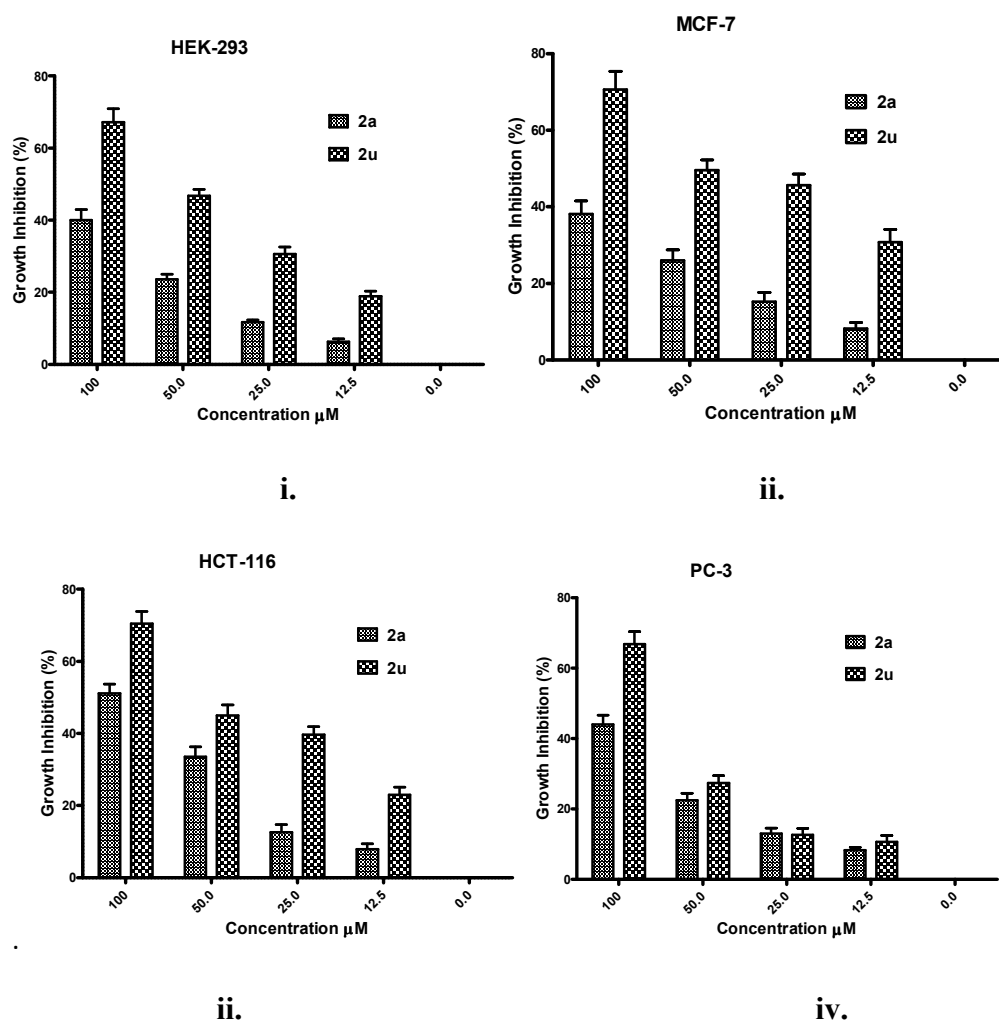 HEK-293
Growth Inhibition (%)
80
60
40
20
0
2a
2u
100
50.0
25.0
12.5
0.0
Concentration μM
i.
MCF-7
Growth Inhibition (%)
80
60
40
20
0
2a
2u
100
50.0
25.0
12.5
0.0
Concentration μM
ii.
HCT-116
Growth Inhibition (%)
80
60
40
20
0
2a
2u
100
50.0
25.0
12.5
0.0
Concentration μM
.
ii.
PC-3
Growth Inhibition (%)
80
60
40
20
0
2a
2u
100
50.0
25.0
12.5
0.0
Concentration μM
iv.